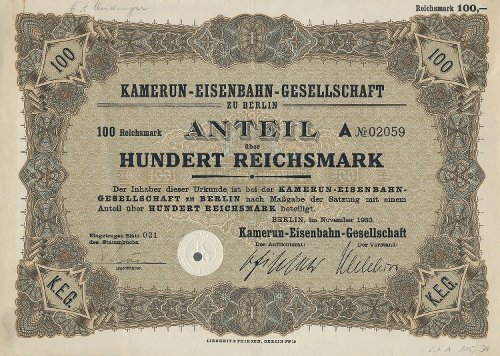 Reichsmark 100,—
100
100
KAMERUN-EISENBAHN-GESELLSCHAFT
ZU BERLIN
100 Reichsmark ANTEIL A №02059
über
HUNDERT REICHSMARK
Der Inhaber dieser Urkunde ist bei der KAMERUN-EISENBAHN-
GESELLSCHAFT ZU BERLIN nach Maßgabe der Satzung mit einem
Anteil über HUNDERT REICHSMARK beteiligt.
BERLIN, im November 1930.
Eingetragen Blatt 021
des Stammbuchs.
Kamerun-Eisenbahn-Gesellschaft
Der Aufsichtsrat: Der Vorstand:
K.E.G.
K.E.G.